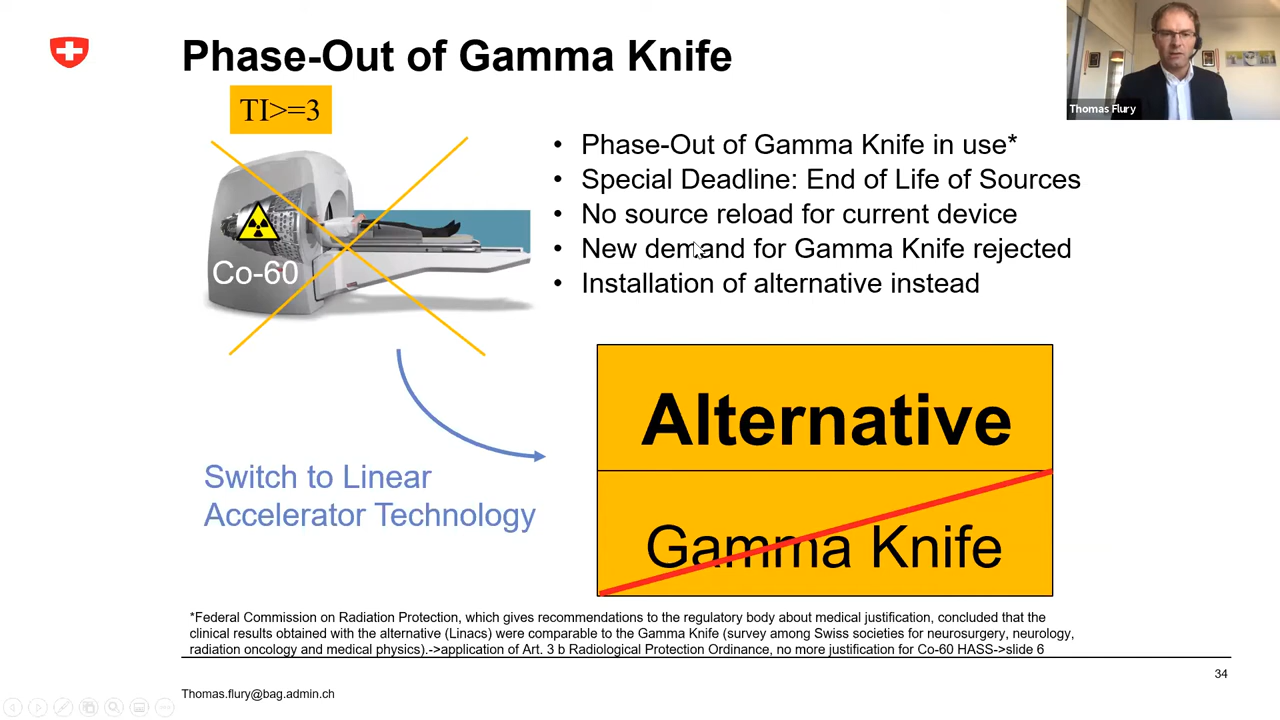 Phase-Out of Gamma Knife
Thomas Flury
TI>=3
Co-60
• Phase-Out of Gamma Knife in use*
• Special Deadline: End of Life of Sources
• No source reload for current device
• New demand for Gamma Knife rejected
• Installation of alternative instead
Switch to Linear
Accelerator Technology
Alternative
Gamma Knife
*Federal Commission on Radiation Protection, which gives recommendations to the regulatory body about medical justification, concluded that the
clinical results obtained with the alternative (Linacs) were comparable to the Gamma Knife (survey among Swiss societies for neurosurgery, neurology,
radiation oncology and medical physics).->application of Art. 3 b Radiological Protection Ordinance, no more justification for Co-60 HASS->slide 6
34
Thomas.flury@bag.admin.ch